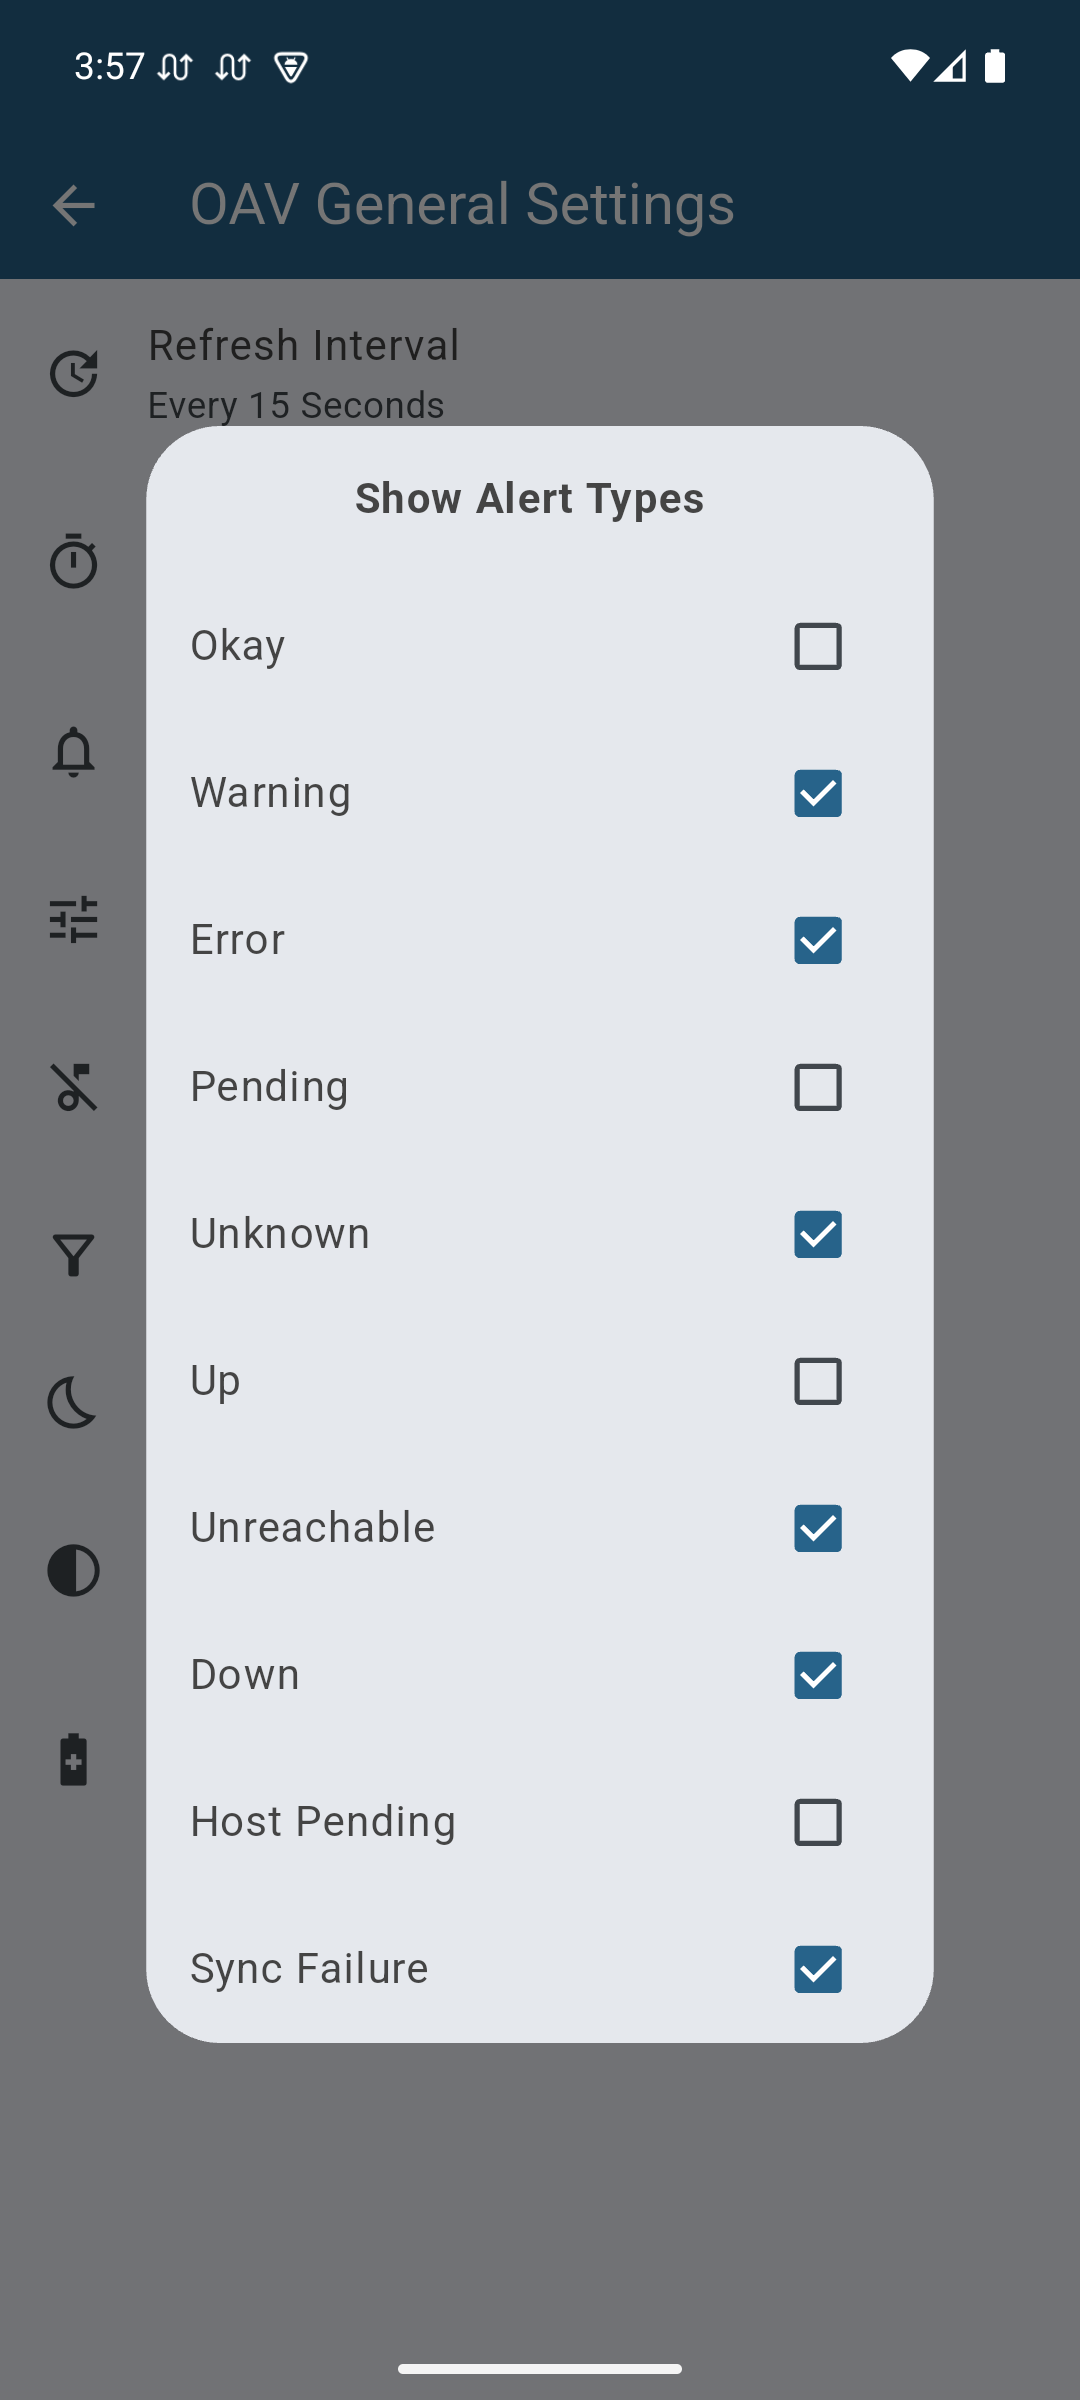 3:57
OAV General Settings
Refresh Interval
Every 15 Seconds
Show Alert Types
Okay
Warning
Error
Pending
Unknown
Up
Unreachable
Down
Host Pending
Sync Failure